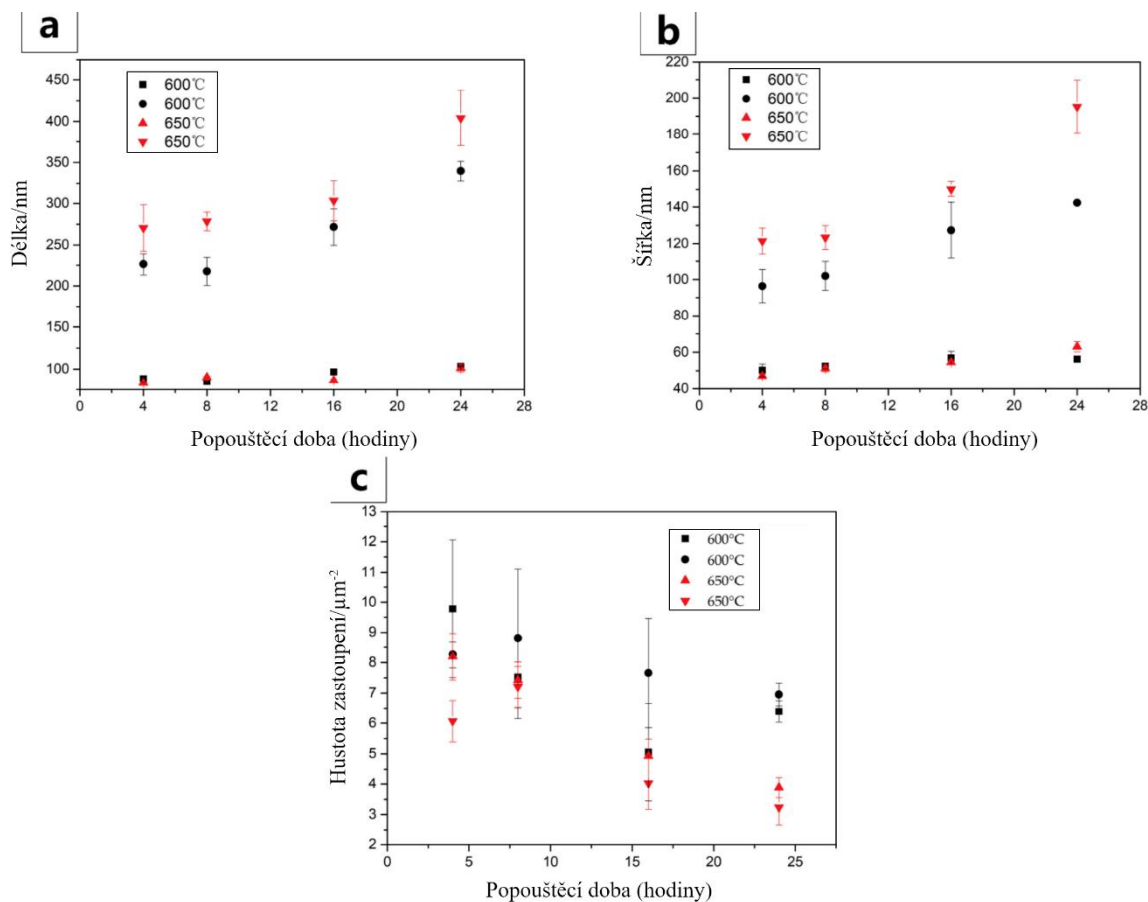 a
450
400
350
300
250
200
150
100
0 4 8 12 16 20 24 28
Délka/nm
Popouštěcí doba (hodiny)
600℃
600℃
650℃
650℃
b
220
200
180
160
140
120
100
80
60
40
0 4 8 12 16 20 24 28
Šířka/nm
Popouštěcí doba (hodiny)
600℃
600℃
650℃
650℃
c
13
12
11
10
9
8
7
6
5
4
3
2
0 5 10 15 20 25
Hustota zastoupení/µm⁻²
Popouštěcí doba (hodiny)
600°C
600°C
650°C
650°C